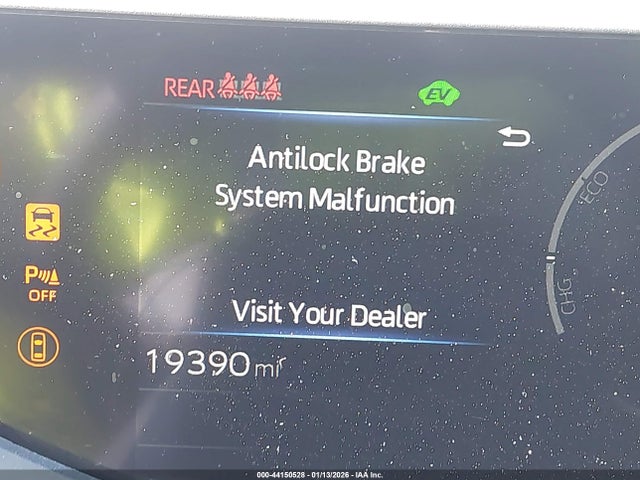 REAR
EV
Antilock Brake
System Malfunction
ECO
P
OFF
CHG
Visit Your Dealer
19390 mi
000-44150528 - 01/13/2026 - IAA Inc.